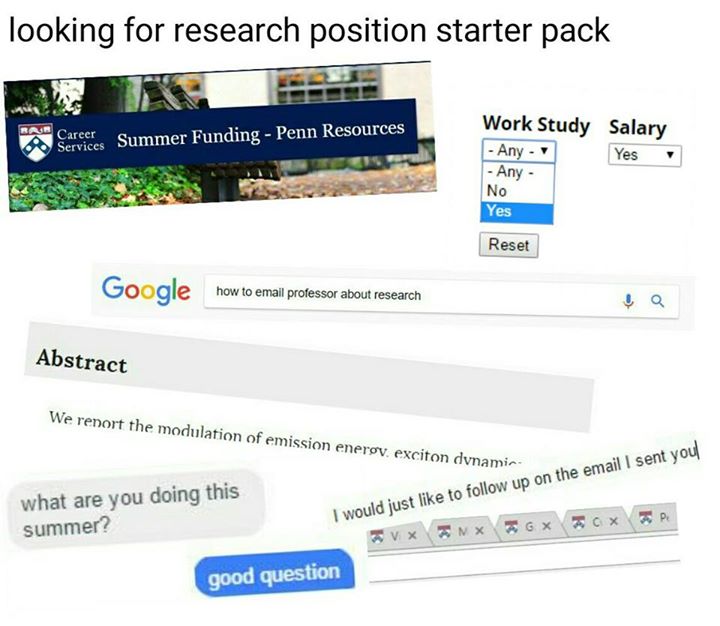 looking for research position starter pack
Career
Services
Summer Funding - Penn Resources
Work Study Salary
- Any - Yes
- Any -
No
Yes
Reset
Google how to email professor about research
Abstract
We report the modulation of emission energy, exciton dynamic
I would just like to follow up on the email I sent you
what are you doing this
summer?
good question
V x M x G x C x Pe